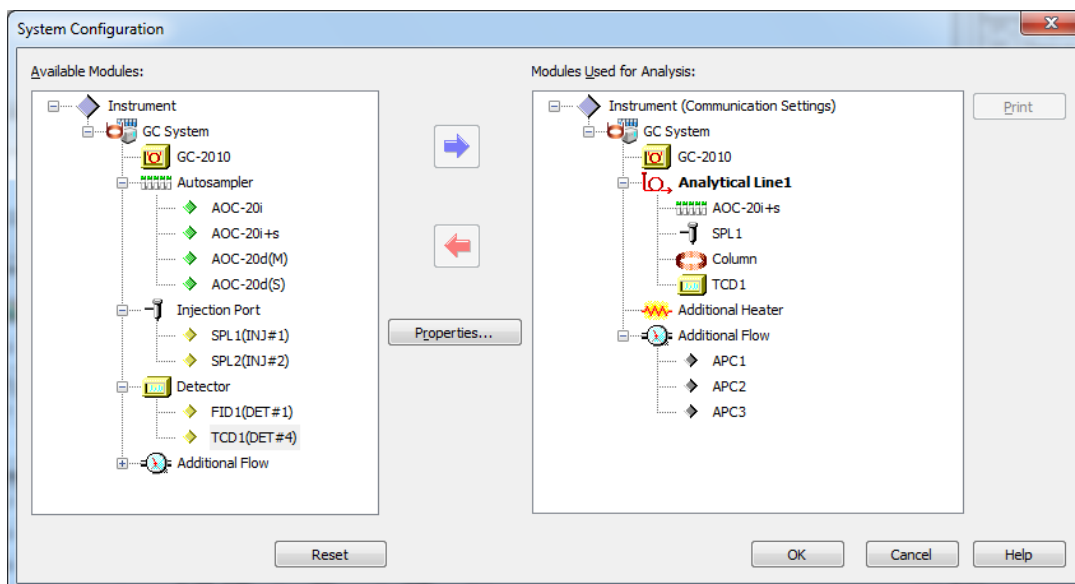 System Configuration
Available Modules:
Instrument
GC System
GC-2010
Autosampler
AOC-20i
AOC-20i+s
AOC-20d(M)
AOC-20d(S)
Injection Port
SPL1(INJ#1)
SPL2(INJ#2)
Detector
FID1(DET#1)
TCD1(DET#4)
Additional Flow
Properties...
Modules Used for Analysis:
Instrument (Communication Settings)
GC System
GC-2010
Analytical Line1
AOC-20i+s
SPL1
Column
TCD1
Additional Heater
Additional Flow
APC1
APC2
APC3
Print
Reset
OK
Cancel
Help